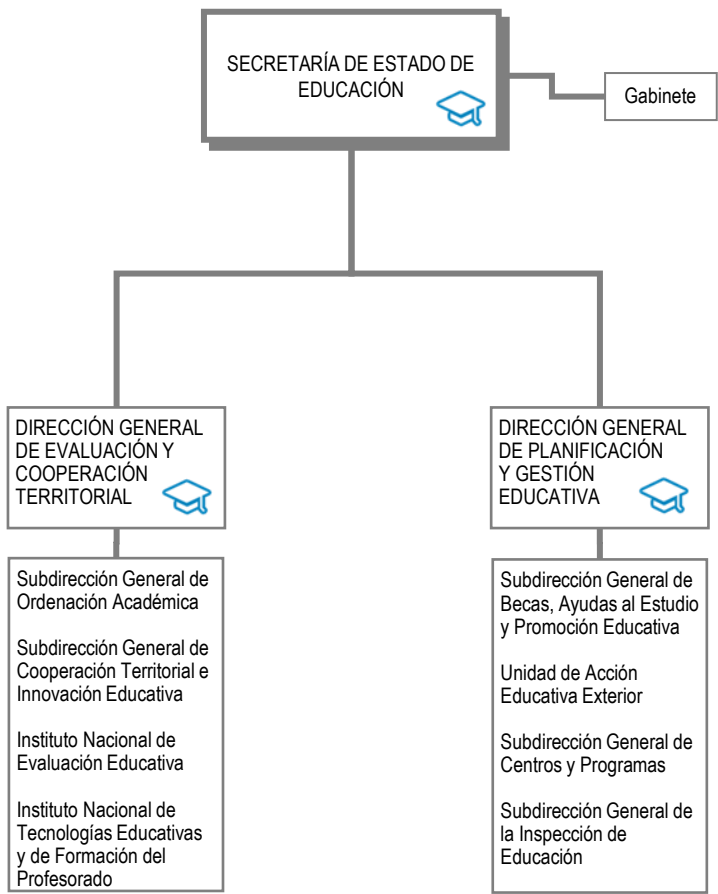 SECRETARÍA DE ESTADO DE
EDUCACIÓN
Gabinete
DIRECCIÓN GENERAL
DE EVALUACIÓN Y
COOPERACIÓN
TERRITORIAL
Subdirección General de
Ordenación Académica
Subdirección General de
Cooperación Territorial e
Innovación Educativa
Instituto Nacional de
Evaluación Educativa
Instituto Nacional de
Tecnologías Educativas
y de Formación del
Profesorado
DIRECCIÓN GENERAL
DE PLANIFICACIÓN
Y GESTIÓN
EDUCATIVA
Subdirección General de
Becas, Ayudas al Estudio
y Promoción Educativa
Unidad de Acción
Educativa Exterior
Subdirección General de
Centros y Programas
Subdirección General de
la Inspección de
Educación